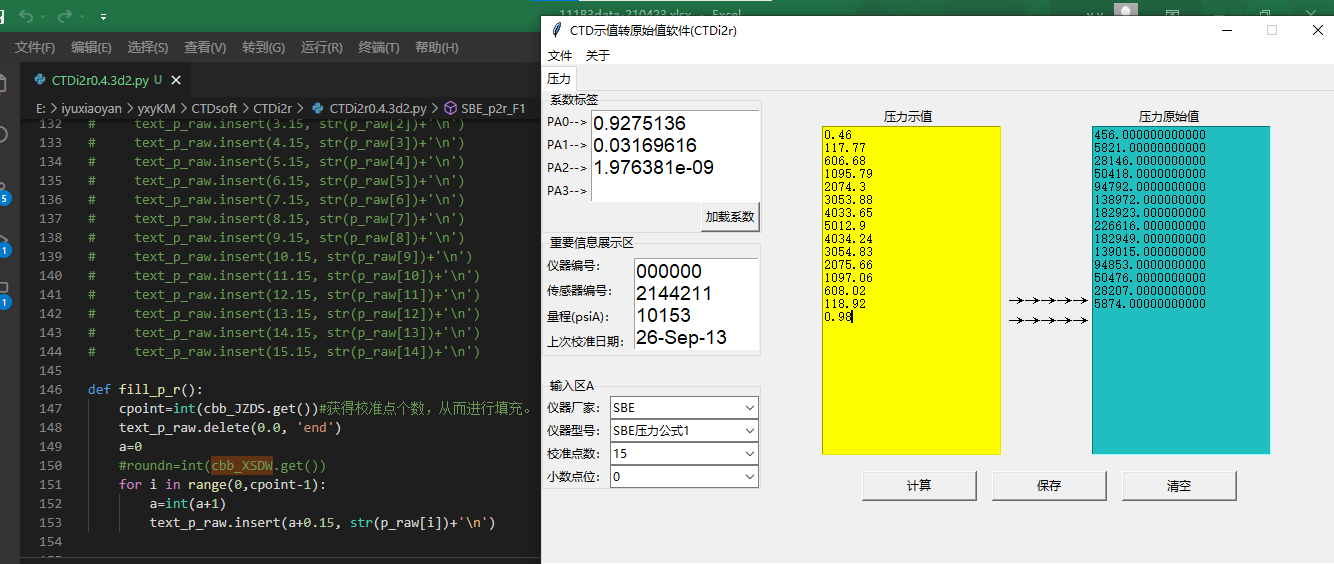 11183date-210423.xlsx - Excel
文件(F) 编辑(E) 选择(S) 查看(V) 转到(G) 运行(R) 终端(T) 帮助(H)
CTDi2r0.4.3d2.py U ×
E: > iyuxiaoyan > yxyKM > CTDsoft > CTDi2r > CTDi2r0.4.3d2.py > SBE_p2r_F1
132 # text_p_raw.insert(3.15, str(p_raw[2])+'\n')
133 # text_p_raw.insert(4.15, str(p_raw[3])+'\n')
134 # text_p_raw.insert(5.15, str(p_raw[4])+'\n')
135 # text_p_raw.insert(6.15, str(p_raw[5])+'\n')
136 # text_p_raw.insert(7.15, str(p_raw[6])+'\n')
137 # text_p_raw.insert(8.15, str(p_raw[7])+'\n')
138 # text_p_raw.insert(9.15, str(p_raw[8])+'\n')
139 # text_p_raw.insert(10.15, str(p_raw[9])+'\n')
140 # text_p_raw.insert(11.15, str(p_raw[10])+'\n')
141 # text_p_raw.insert(12.15, str(p_raw[11])+'\n')
142 # text_p_raw.insert(13.15, str(p_raw[12])+'\n')
143 # text_p_raw.insert(14.15, str(p_raw[13])+'\n')
144 # text_p_raw.insert(15.15, str(p_raw[14])+'\n')
145
146 def fill_p_r():
147 cpoint=int(cbb_JZDS.get())#获得校准点个数，从而进行填充。
148 text_p_raw.delete(0.0, 'end')
149 a=0
150 #roundn=int(cbb_XSDW.get())
151 for i in range(0,cpoint-1):
152 a=int(a+1)
153 text_p_raw.insert(a+0.15, str(p_raw[i])+'\n')
154
5
1
1
CTD示值转原始值软件(CTDi2r)
文件 关于
压力
系数标签
PA0--> 0.9275136
PA1--> 0.03169616
PA2--> 1.976381e-09
PA3-->
加载系数
重要信息展示区
仪器编号: 000000
传感器编号: 2144211
量程(psiA): 10153
上次校准日期: 26-Sep-13
输入区A
仪器厂家: SBE
仪器型号: SBE压力公式1
校准点数: 15
小数点位: 0
压力示值
0.46
117.77
606.68
1095.79
2074.3
3053.88
4033.65
5012.9
4034.24
3054.83
2075.66
1097.06
608.02
118.92
0.98
压力原始值
456.000000000000
5821.00000000000
28146.0000000000
50418.0000000000
94792.0000000000
138972.000000000
182923.000000000
226616.000000000
182949.000000000
139015.000000000
94853.0000000000
50476.0000000000
28207.0000000000
5874.00000000000
计算 保存 清空